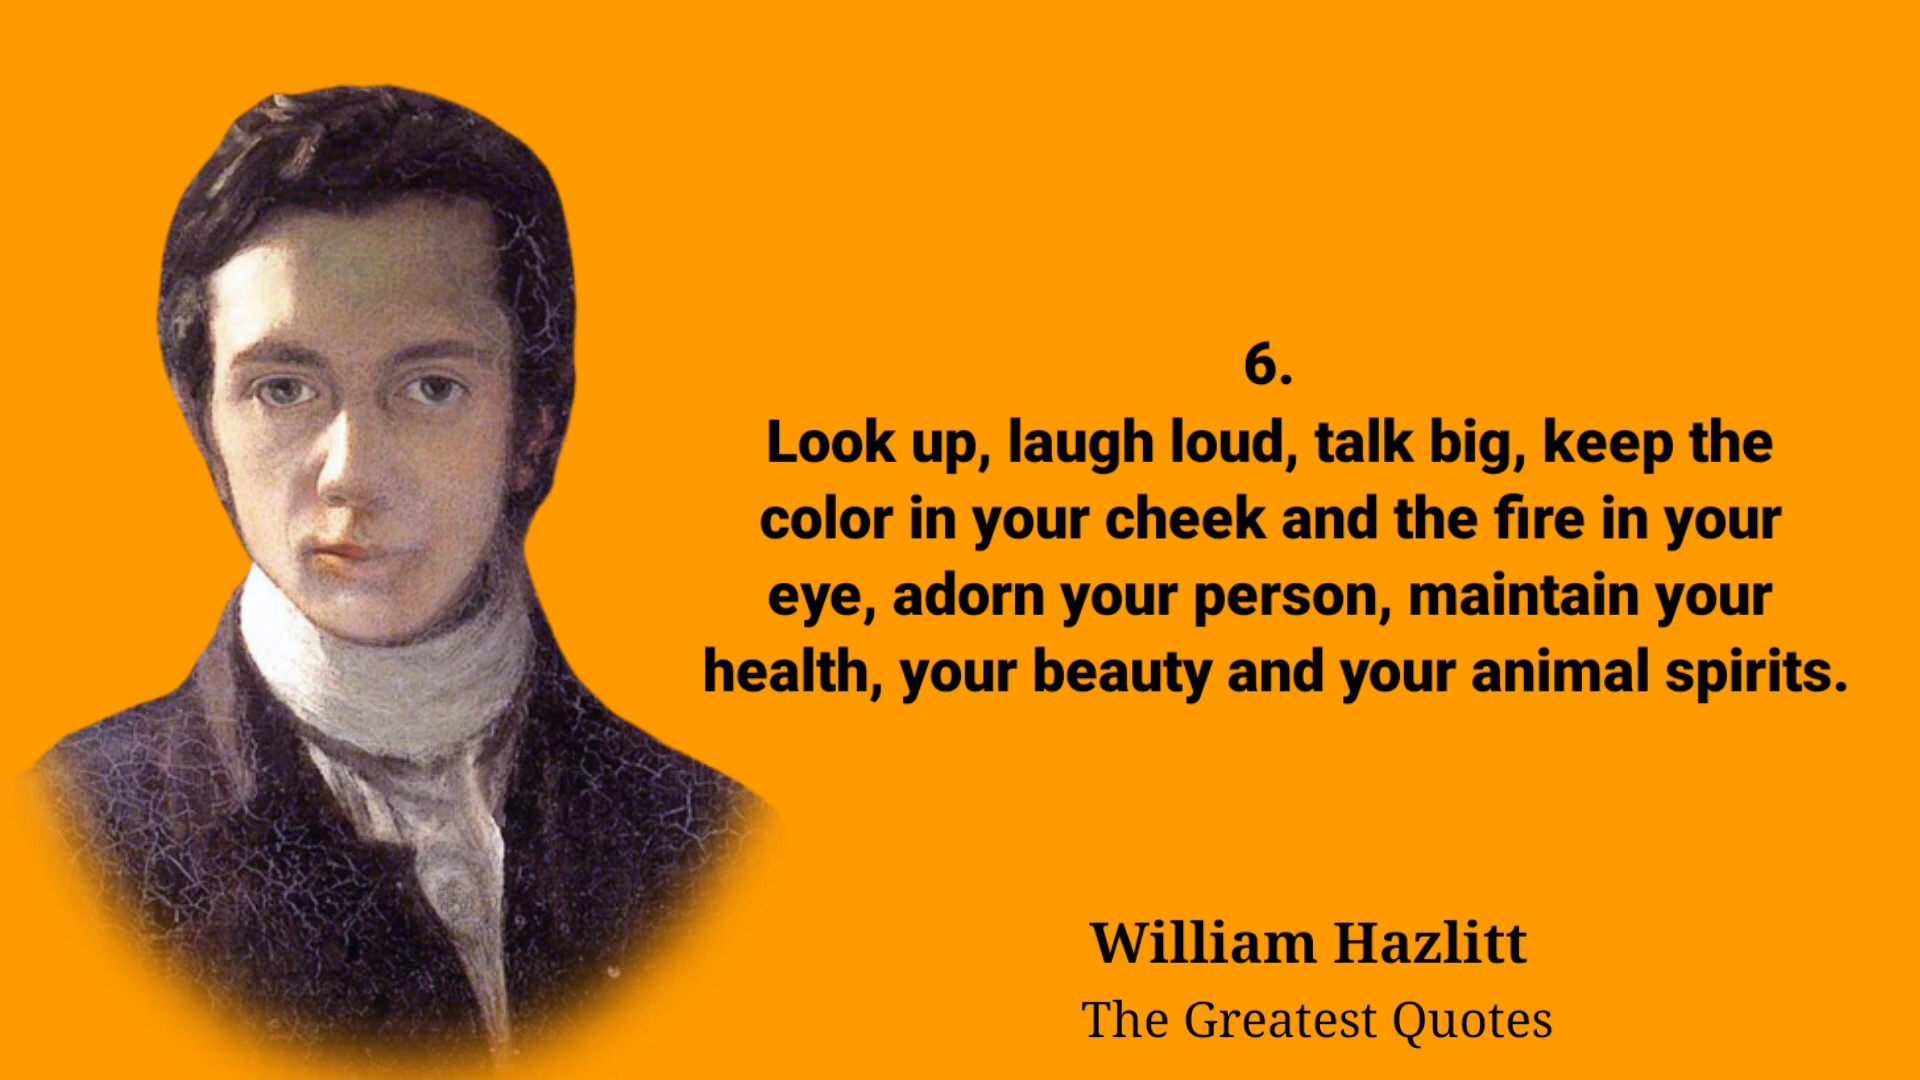 6.
Look up, laugh loud, talk big, keep the
color in your cheek and the fire in your
eye, adorn your person, maintain your
health, your beauty and your animal spirits.
William Hazlitt
The Greatest Quotes